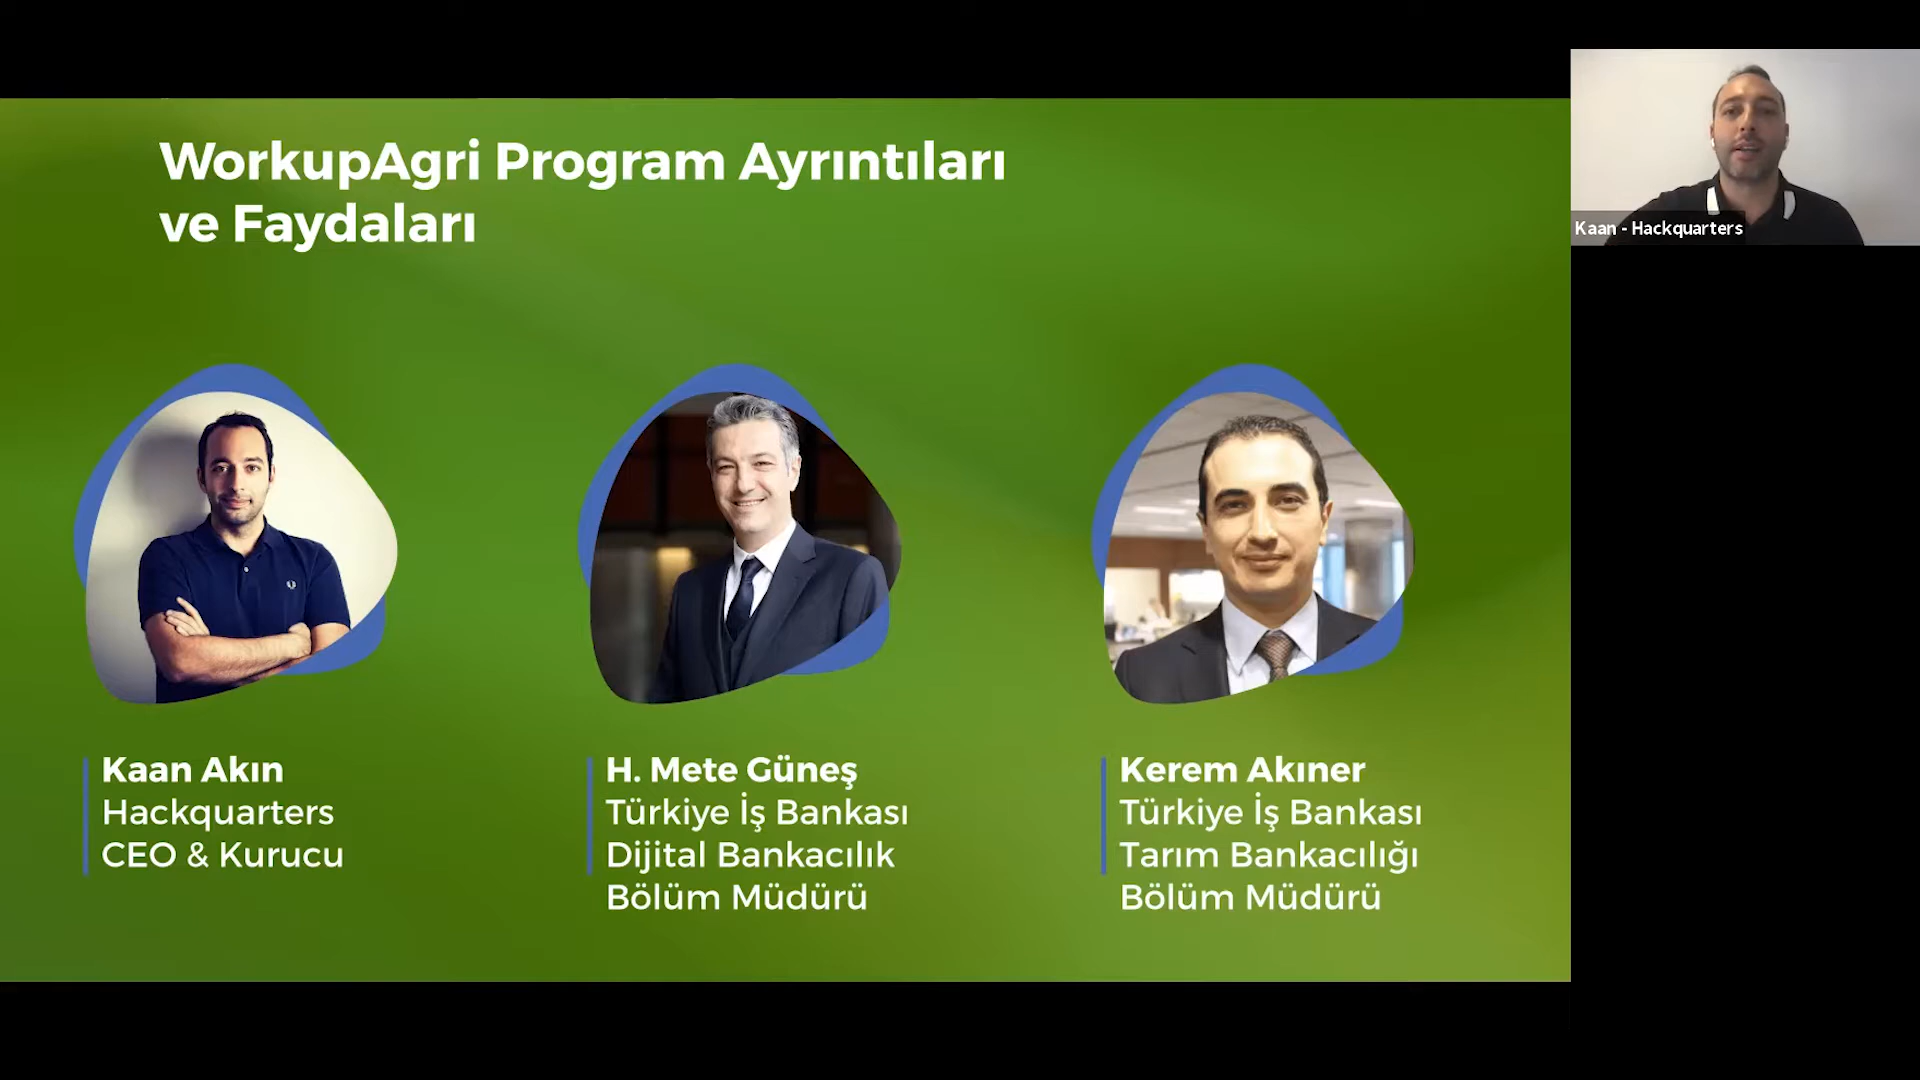 WorkupAgri Program Ayrıntıları
ve Faydaları
Kaan - Hackquarters
Kaan Akın
Hackquarters
CEO & Kurucu
H. Mete Güneş
Türkiye İş Bankası
Dijital Bankacılık
Bölüm Müdürü
Kerem Akıner
Türkiye İş Bankası
Tarım Bankacılığı
Bölüm Müdürü